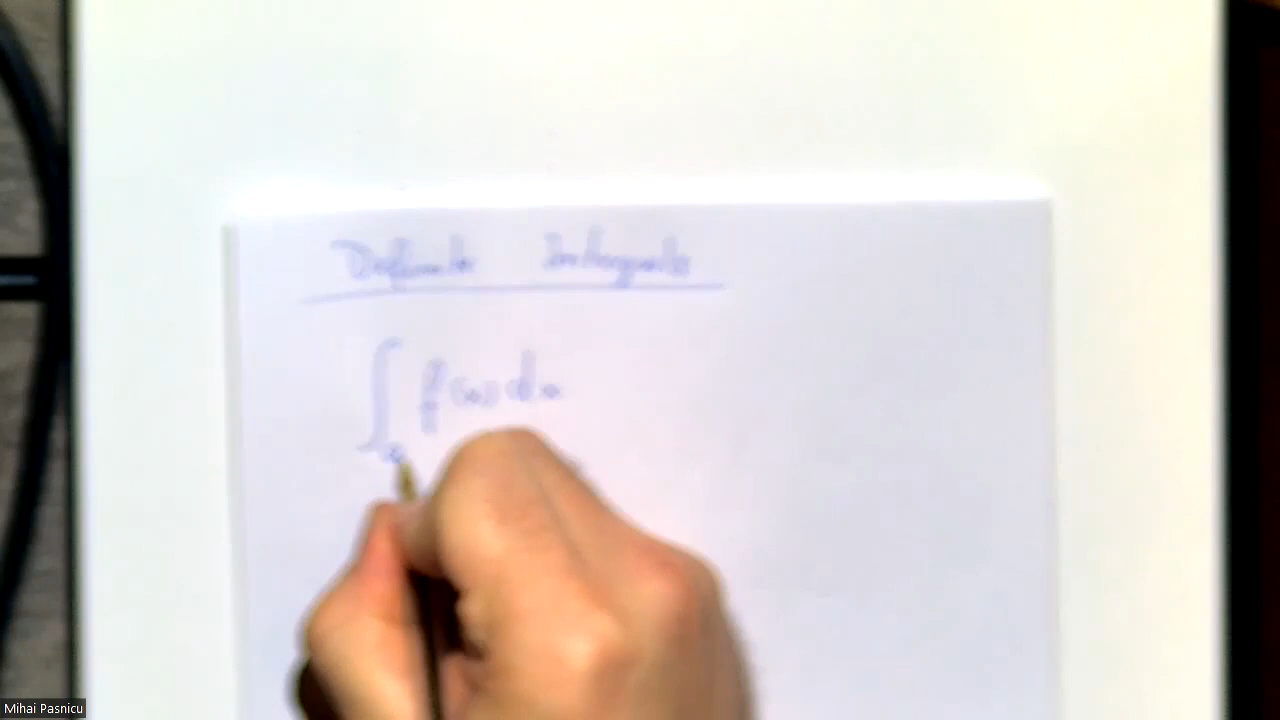 Definite Integrals
∫ₐ f(x) dx
Mihai Pasnicu